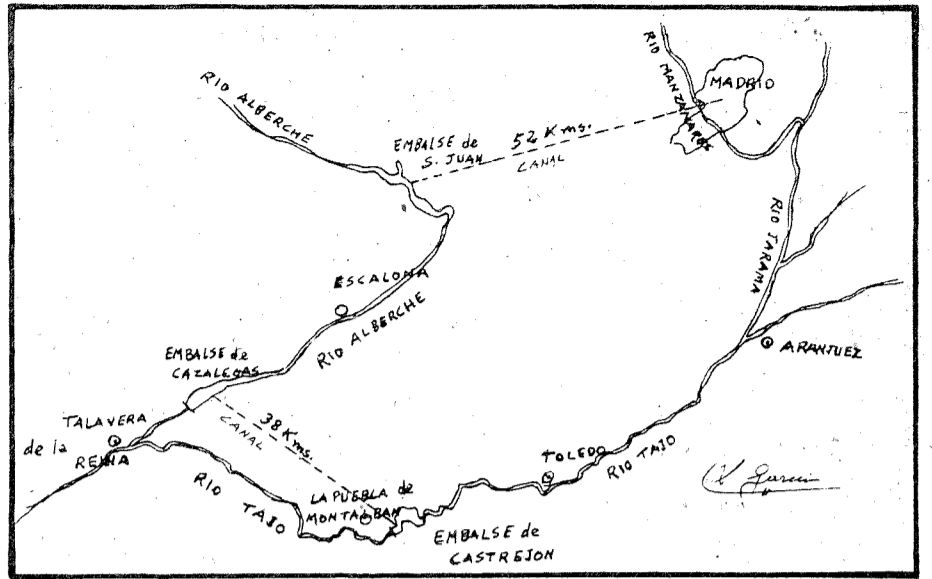 RIO MANZANARES
MADRID
RIO ALBERCHE
EMBALSE de
S. JUAN
52 Kms.
CANAL
RIO JARAMA
ESCALONA
RIO ALBERCHE
ARANJUEZ
EMBALSE de
CAZALEGAS
38 Kms.
CANAL
TALAVERA
de la
REINA
TOLEDO
RIO TAJO
RIO TAJO
LA PUEBLA de
MONTALBAN
EMBALSE de
CASTREJON